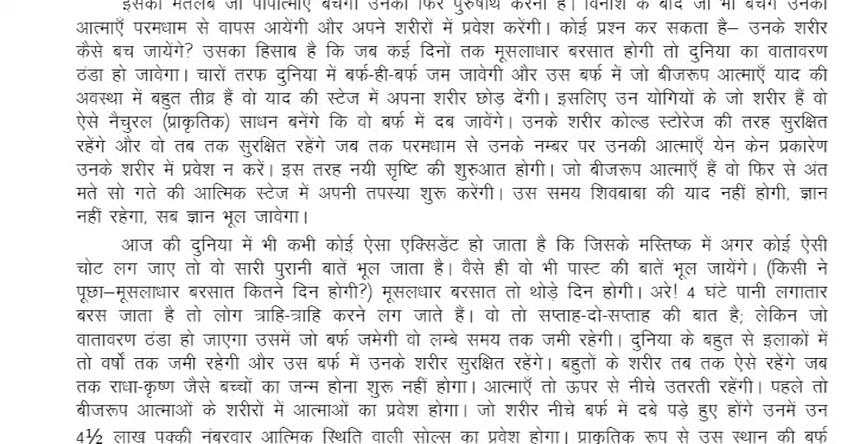 इसका मतलब जो पापात्माएँ बचेंगी उनको फिर पुरुषार्थ करना है। विनाश के बाद जो भी बचेंगे उनकी
आत्माएँ परमधाम से वापस आयेंगी और अपने शरीरों में प्रवेश करेंगी। कोई प्रश्न कर सकता है– उनके शरीर
कैसे बच जायेंगे? उसका हिसाब है कि जब कई दिनों तक मूसलाधार बरसात होगी तो दुनिया का वातावरण
ठंडा हो जावेगा। चारों तरफ दुनिया में बर्फ-ही-बर्फ जम जावेगी और उस बर्फ में जो बीजरूप आत्माएँ याद की
अवस्था में बहुत तीव्र हैं वो याद की स्टेज में अपना शरीर छोड़ देंगी। इसलिए उन योगियों के जो शरीर हैं वो
ऐसे नैचुरल (प्राकृतिक) साधन बनेंगे कि वो बर्फ में दब जावेंगे। उनके शरीर कोल्ड स्टोरेज की तरह सुरक्षित
रहेंगे और वो तब तक सुरक्षित रहेंगे जब तक परमधाम से उनके नम्बर पर उनकी आत्माएँ येन केन प्रकारेण
उनके शरीर में प्रवेश न करें। इस तरह नयी सृष्टि की शुरुआत होगी। जो बीजरूप आत्माएँ हैं वो फिर से अंत
मते सो गते की आत्मिक स्टेज में अपनी तपस्या शुरू करेंगी। उस समय शिवबाबा की याद नहीं होगी, ज्ञान
नहीं रहेगा, सब ज्ञान भूल जावेगा।
आज की दुनिया में भी कभी कोई ऐसा एक्सिडेंट हो जाता है कि जिसके मस्तिष्क में अगर कोई ऐसी
चोट लग जाए तो वो सारी पुरानी बातें भूल जाता है। वैसे ही वो भी पास्ट की बातें भूल जायेंगे। (किसी ने
पूछा–मूसलाधार बरसात कितने दिन होगी?) मूसलधार बरसात तो थोड़े दिन होगी। अरे! 4 घंटे पानी लगातार
बरस जाता है तो लोग त्राहि-त्राहि करने लग जाते हैं। वो तो सप्ताह-दो-सप्ताह की बात है; लेकिन जो
वातावरण ठंडा हो जाएगा उसमें जो बर्फ जमेगी वो लम्बे समय तक जमी रहेगी। दुनिया के बहुत से इलाकों में
तो वर्षों तक जमी रहेगी और उस बर्फ में उनके शरीर सुरक्षित रहेंगे। बहुतों के शरीर तब तक ऐसे रहेंगे जब
तक राधा-कृष्ण जैसे बच्चों का जन्म होना शुरू नहीं होगा। आत्माएँ तो ऊपर से नीचे उतरती रहेंगी। पहले तो
बीजरूप आत्माओं के शरीरों में आत्माओं का प्रवेश होगा। जो शरीर नीचे बर्फ में दबे पड़े हुए होंगे उनमें उन
4½ लाख पक्की नंबरवार आत्मिक स्थिति वाली सोल्स का प्रवेश होगा। प्राकृतिक रूप से उस स्थान की बर्फ